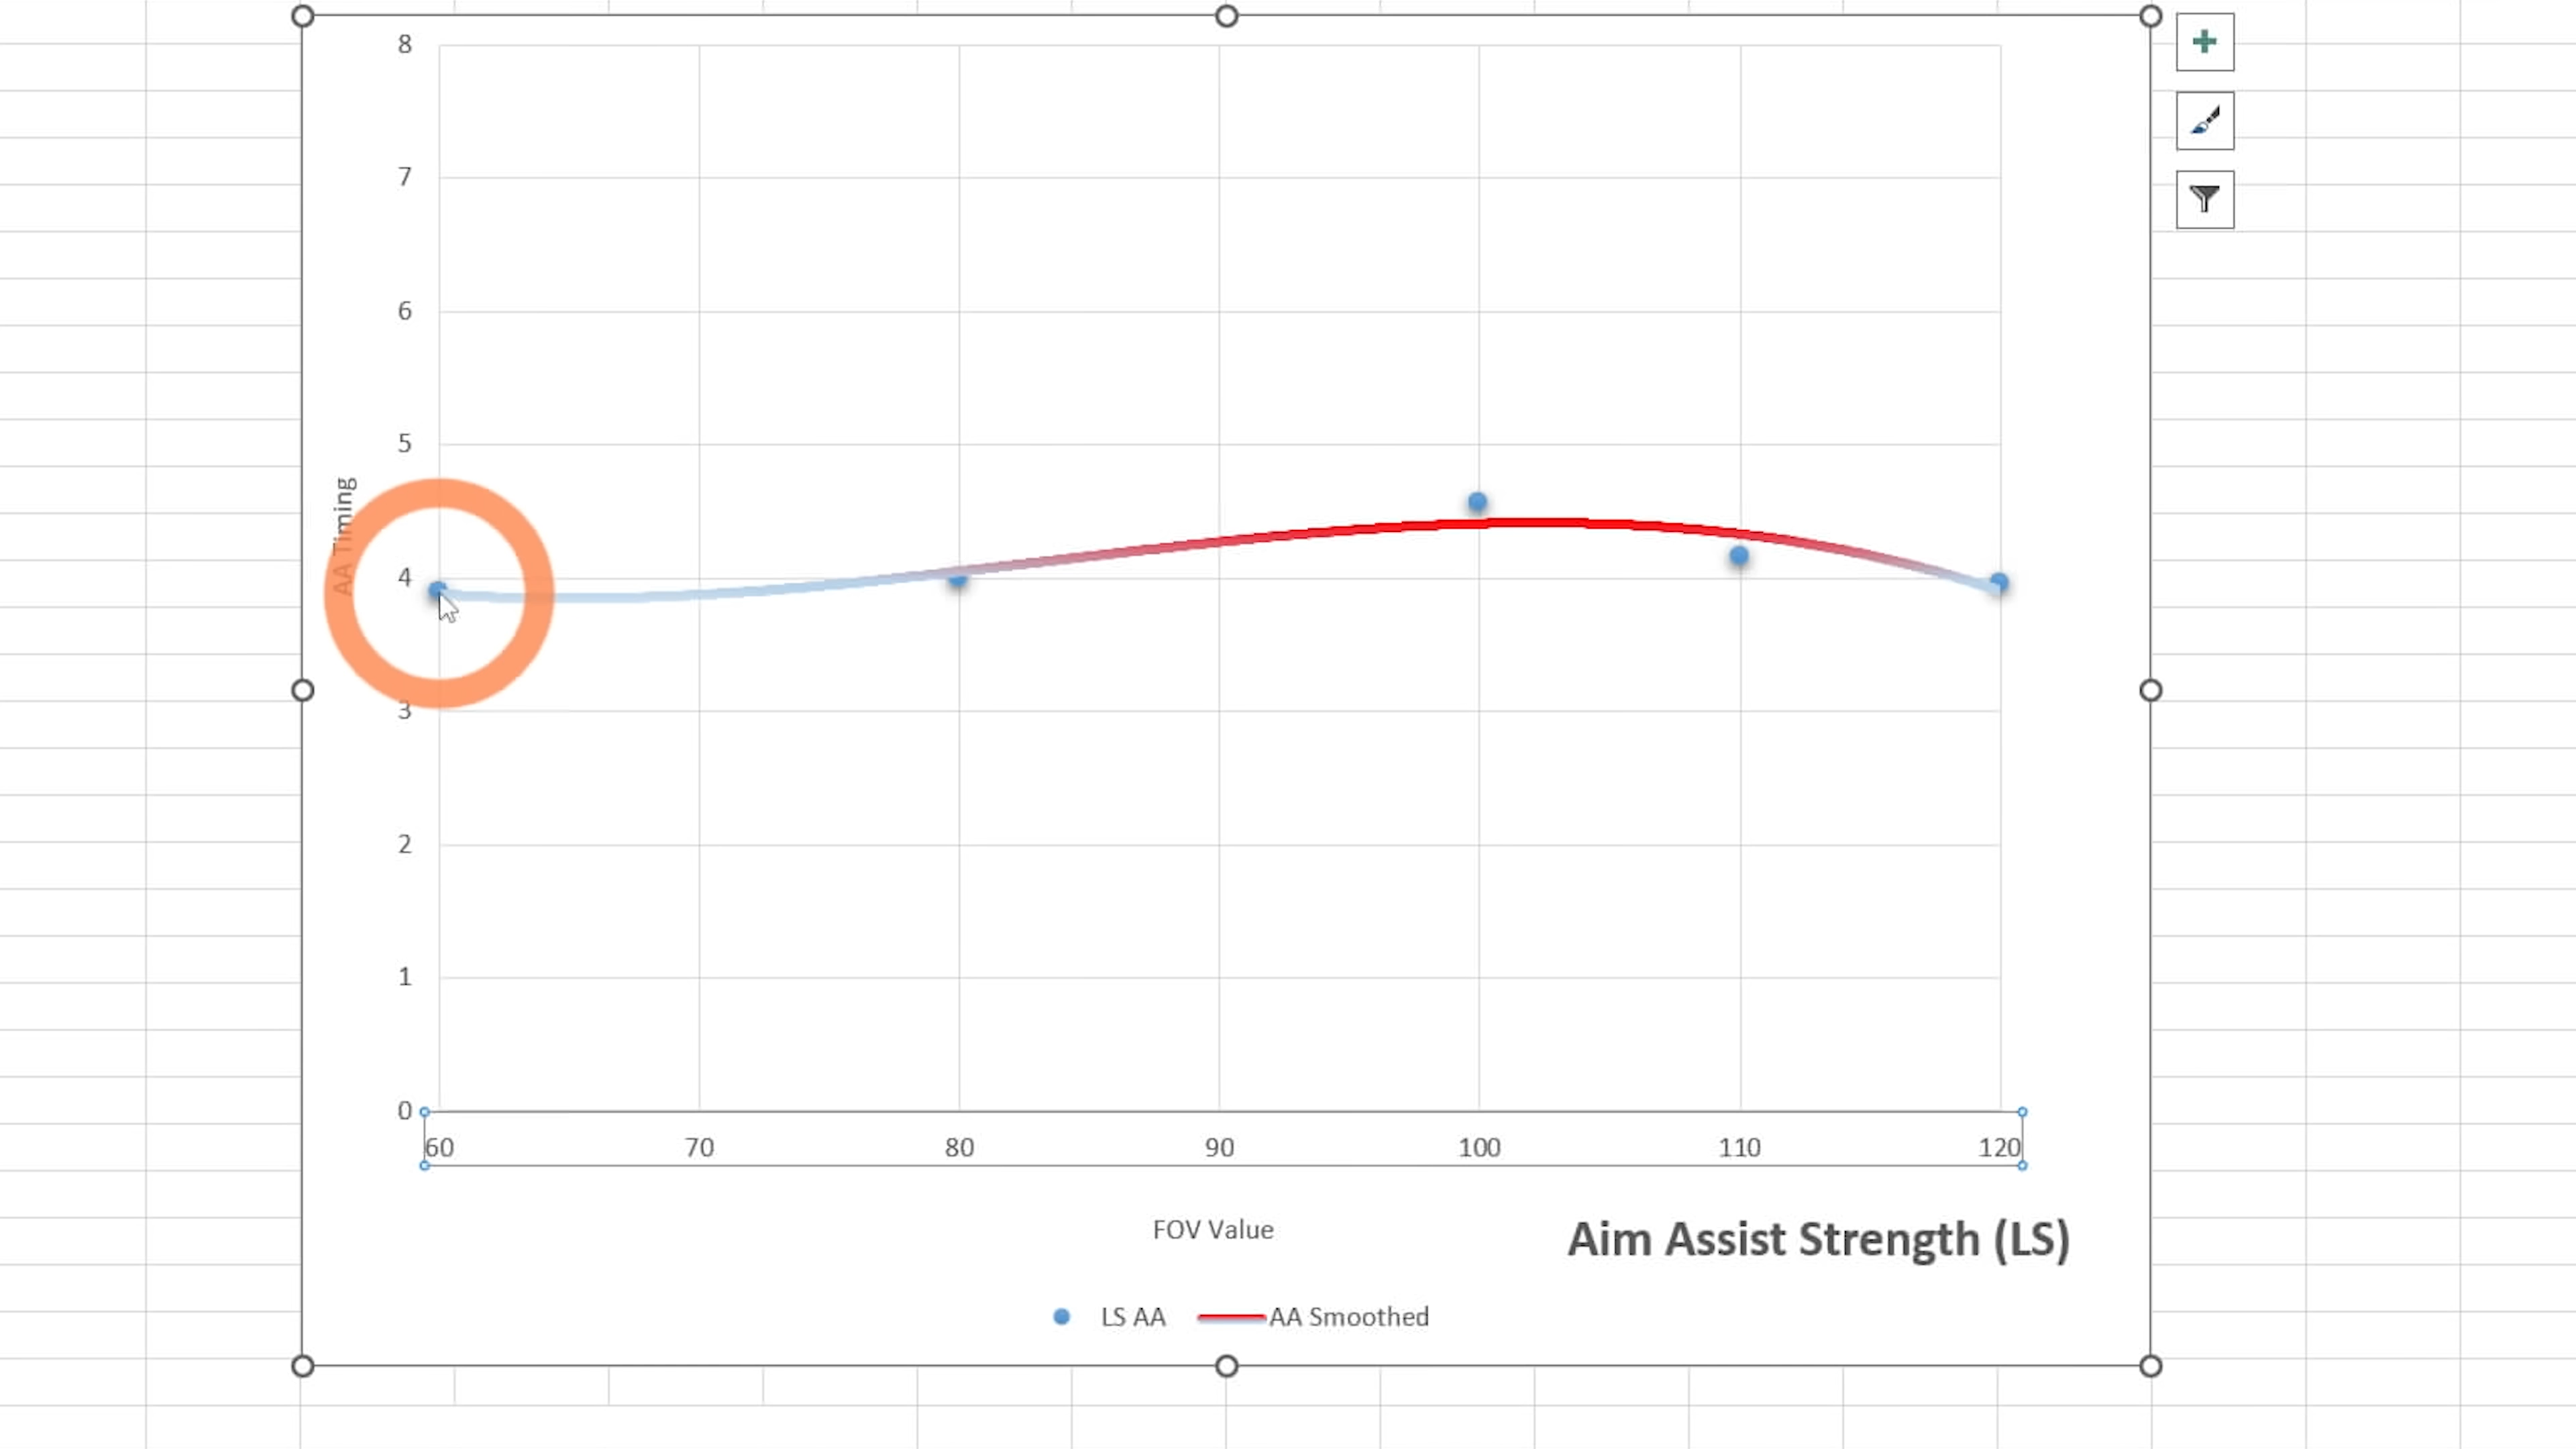 8
7
6
5
4
3
2
1
0
AA Timing
60 70 80 90 100 110 120
FOV Value
Aim Assist Strength (LS)
LS AA AA Smoothed